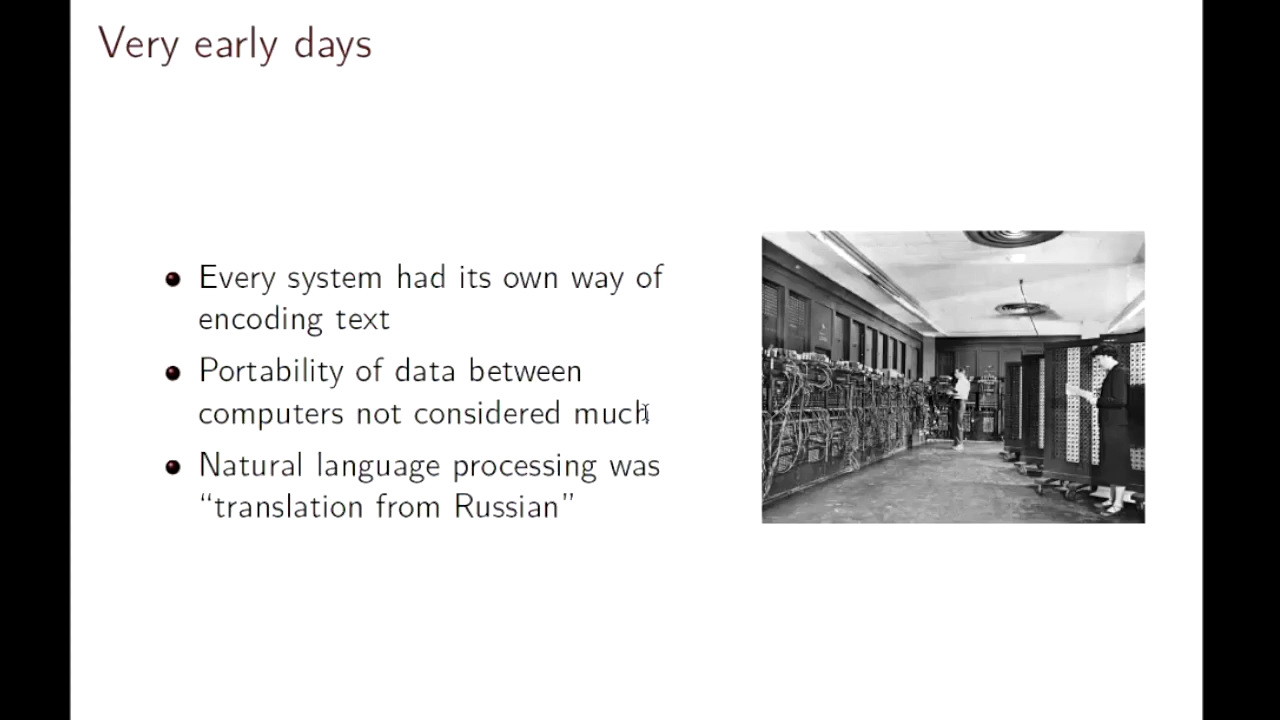 Very early days
Every system had its own way of
encoding text
Portability of data between
computers not considered much
Natural language processing was
“translation from Russian”